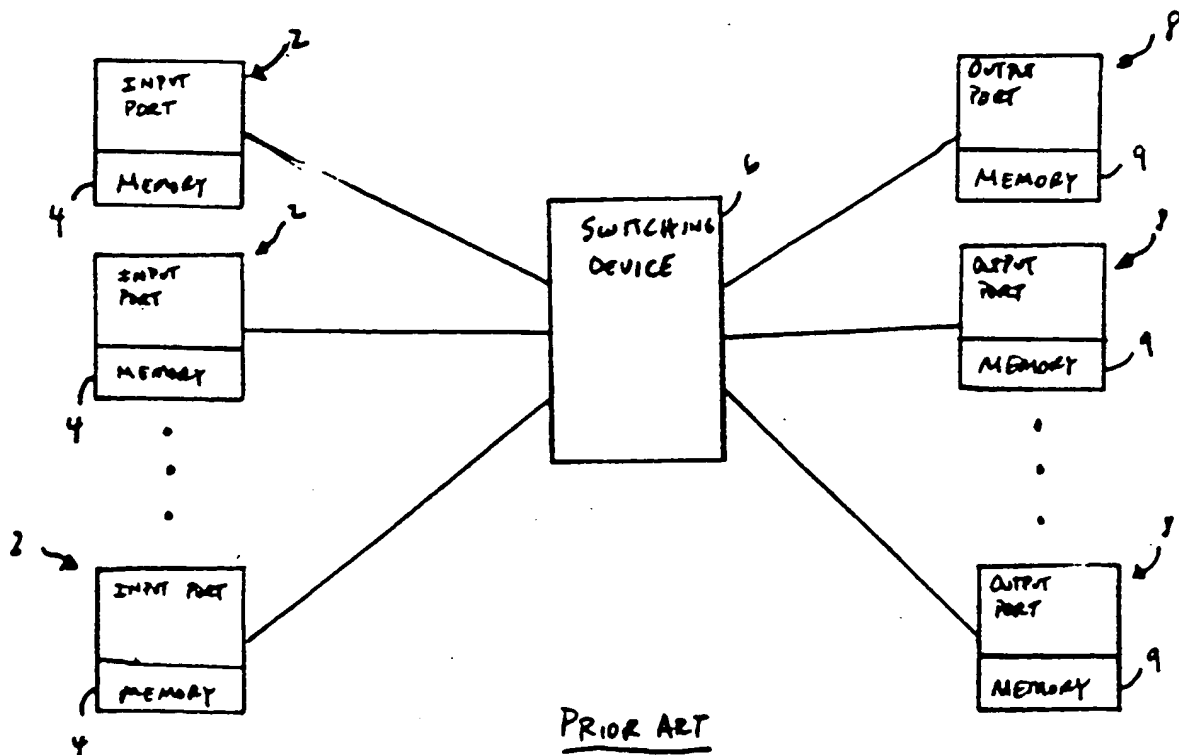 2
INPUT
PORT
MEMORY
4
2
INPUT
PORT
MEMORY
4
2
INPUT PORT
MEMORY
4
6
SWITCHING
DEVICE
8
OUTPUT
PORT
MEMORY
9
8
OUTPUT
PORT
MEMORY
9
8
OUTPUT
PORT
MEMORY
9
PRIOR ART